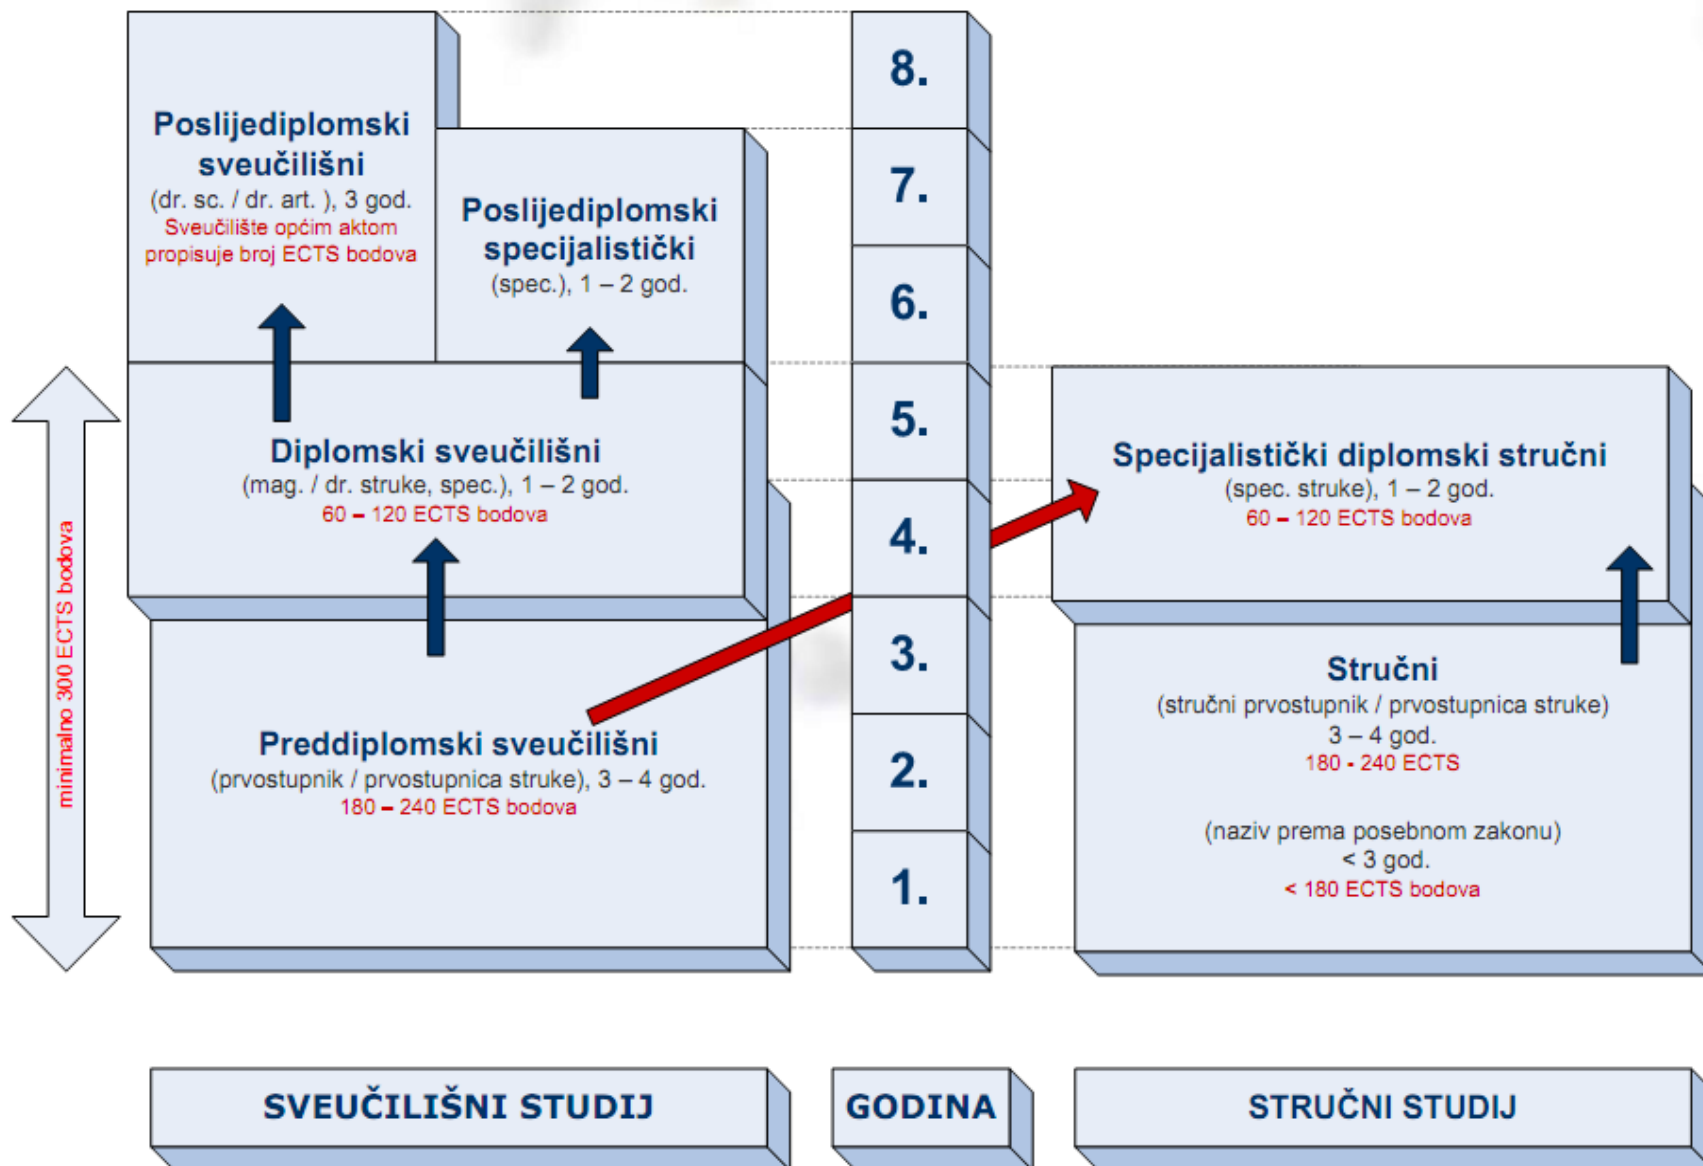 Poslijediplomski
sveučilišni
(dr. sc. / dr. art. ), 3 god.
Sveučilište općim aktom
propisuje broj ECTS bodova
Poslijediplomski
specijalistički
(spec.), 1 – 2 god.
Diplomski sveučilišni
(mag. / dr. struke, spec.), 1 – 2 god.
60 – 120 ECTS bodova
Preddiplomski sveučilišni
(prvostupnik / prvostupnica struke), 3 – 4 god.
180 – 240 ECTS bodova
minimalno 300 ECTS bodova
8.
7.
6.
5.
4.
3.
2.
1.
Specijalistički diplomski stručni
(spec. struke), 1 – 2 god.
60 – 120 ECTS bodova
Stručni
(stručni prvostupnik / prvostupnica struke)
3 – 4 god.
180 - 240 ECTS
(naziv prema posebnom zakonu)
< 3 god.
< 180 ECTS bodova
SVEUČILIŠNI STUDIJ
GODINA
STRUČNI STUDIJ